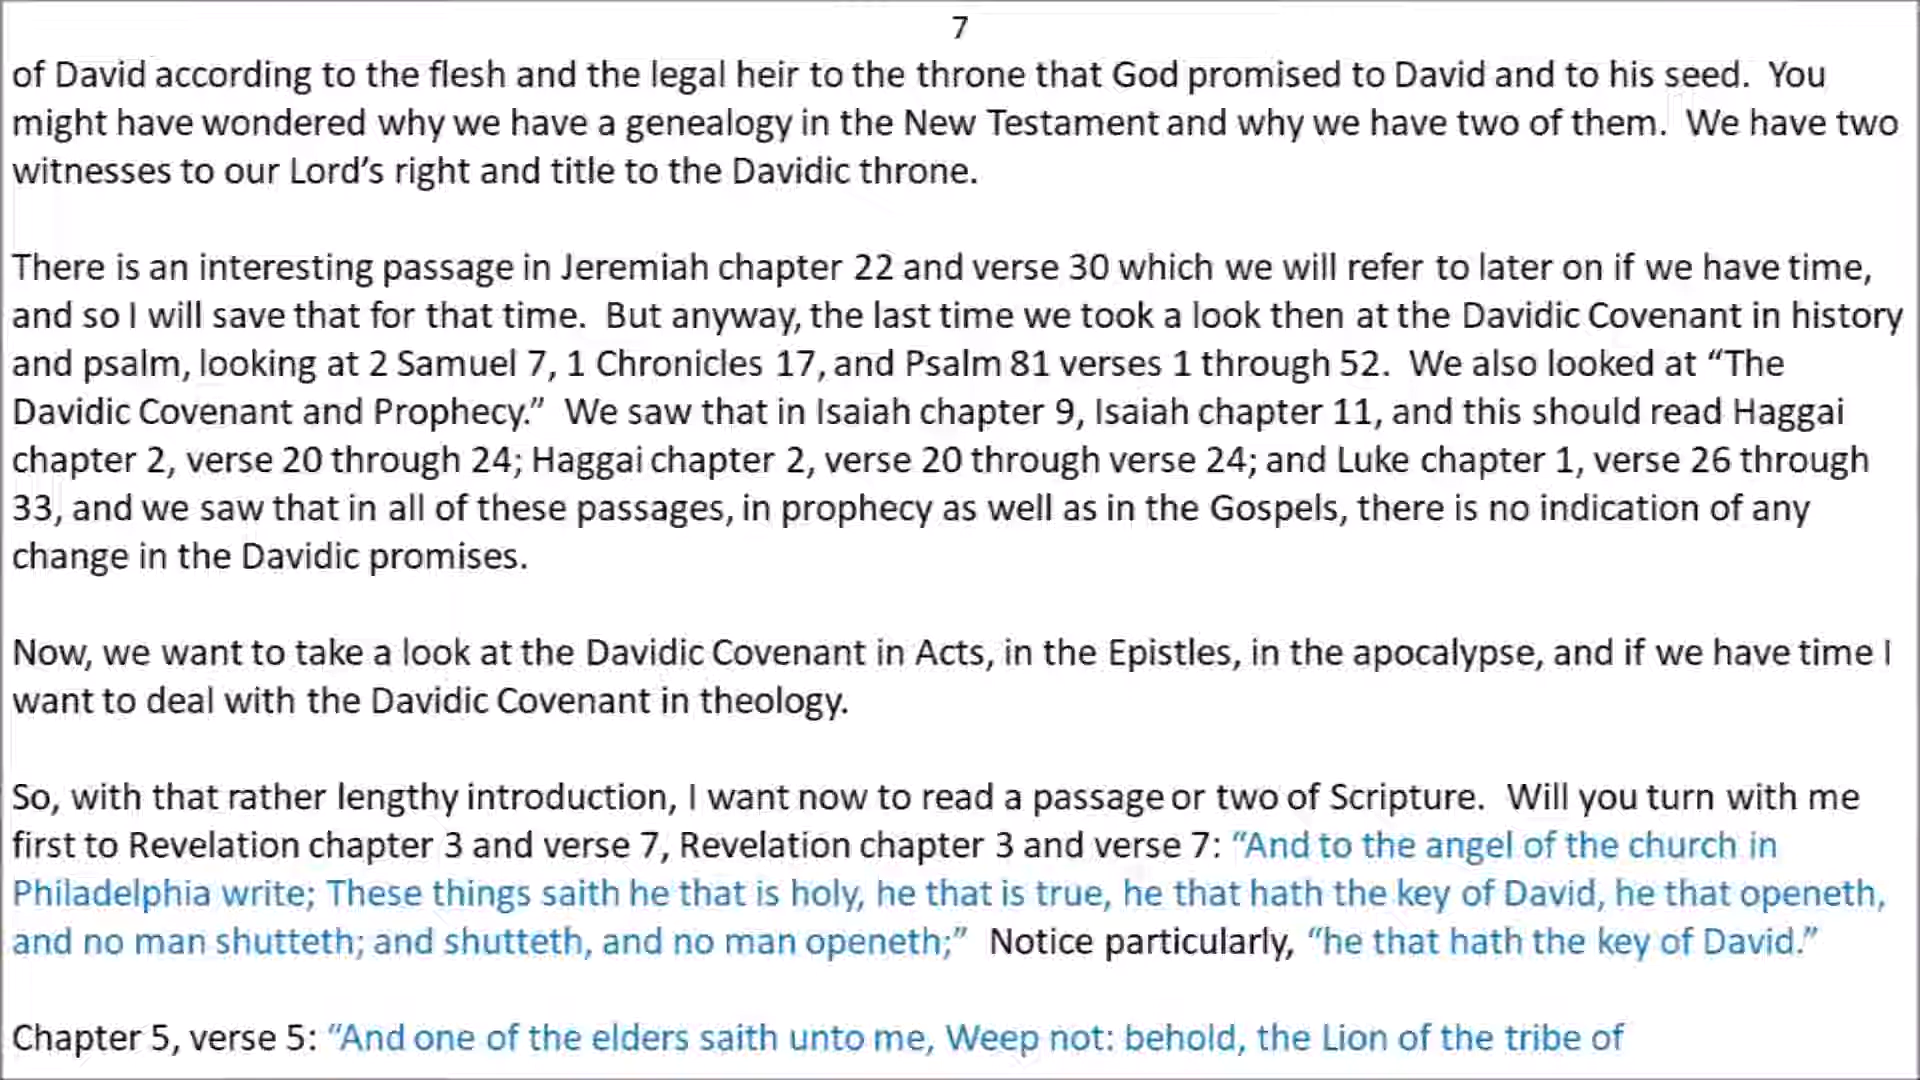 7
of David according to the flesh and the legal heir to the throne that God promised to David and to his seed.  You
might have wondered why we have a genealogy in the New Testament and why we have two of them.  We have two
witnesses to our Lord’s right and title to the Davidic throne.
There is an interesting passage in Jeremiah chapter 22 and verse 30 which we will refer to later on if we have time,
and so I will save that for that time.  But anyway, the last time we took a look then at the Davidic Covenant in history
and psalm, looking at 2 Samuel 7, 1 Chronicles 17, and Psalm 81 verses 1 through 52.  We also looked at “The
Davidic Covenant and Prophecy.”  We saw that in Isaiah chapter 9, Isaiah chapter 11, and this should read Haggai
chapter 2, verse 20 through 24; Haggai chapter 2, verse 20 through verse 24; and Luke chapter 1, verse 26 through
33, and we saw that in all of these passages, in prophecy as well as in the Gospels, there is no indication of any
change in the Davidic promises.
Now, we want to take a look at the Davidic Covenant in Acts, in the Epistles, in the apocalypse, and if we have time I
want to deal with the Davidic Covenant in theology.
So, with that rather lengthy introduction, I want now to read a passage or two of Scripture.  Will you turn with me
first to Revelation chapter 3 and verse 7, Revelation chapter 3 and verse 7: “And to the angel of the church in
Philadelphia write; These things saith he that is holy, he that is true, he that hath the key of David, he that openeth,
and no man shutteth; and shutteth, and no man openeth;”  Notice particularly, “he that hath the key of David.”
Chapter 5, verse 5: “And one of the elders saith unto me, Weep not: behold, the Lion of the tribe of